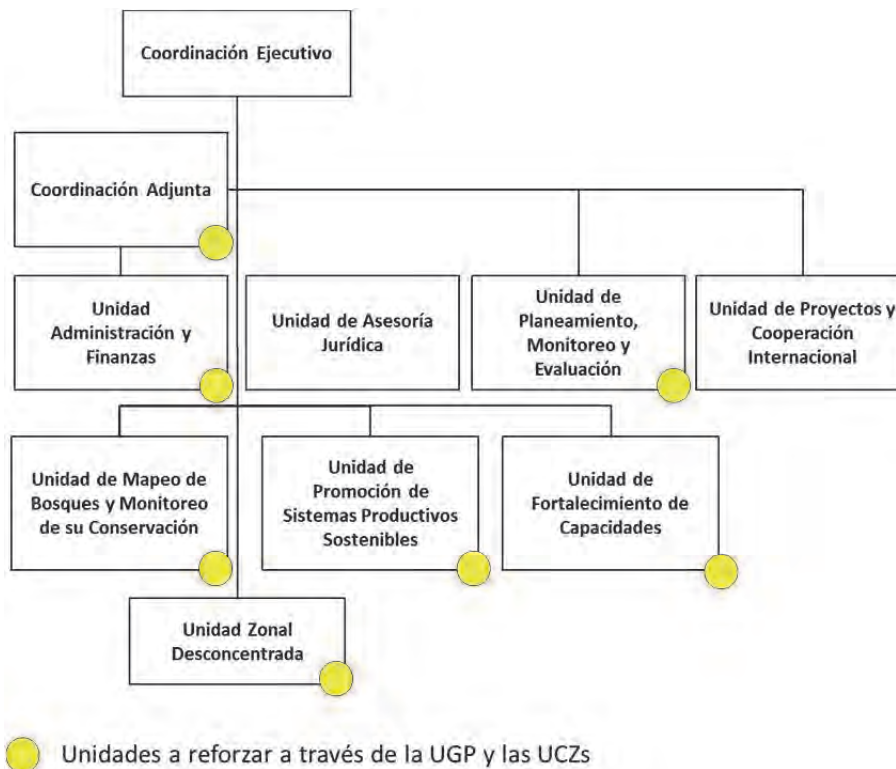 Coordinación Ejecutivo
Coordinación Adjunta
Unidad
Administración y
Finanzas
Unidad de Asesoría
Jurídica
Unidad de
Planeamiento,
Monitoreo y
Evaluación
Unidad de Proyectos y
Cooperación
Internacional
Unidad de Mapeo de
Bosques y Monitoreo
de su Conservación
Unidad de
Promoción de
Sistemas Productivos
Sostenibles
Unidad de
Fortalecimiento de
Capacidades
Unidad Zonal
Desconcentrada
Unidades a reforzar a través de la UGP y las UCZs